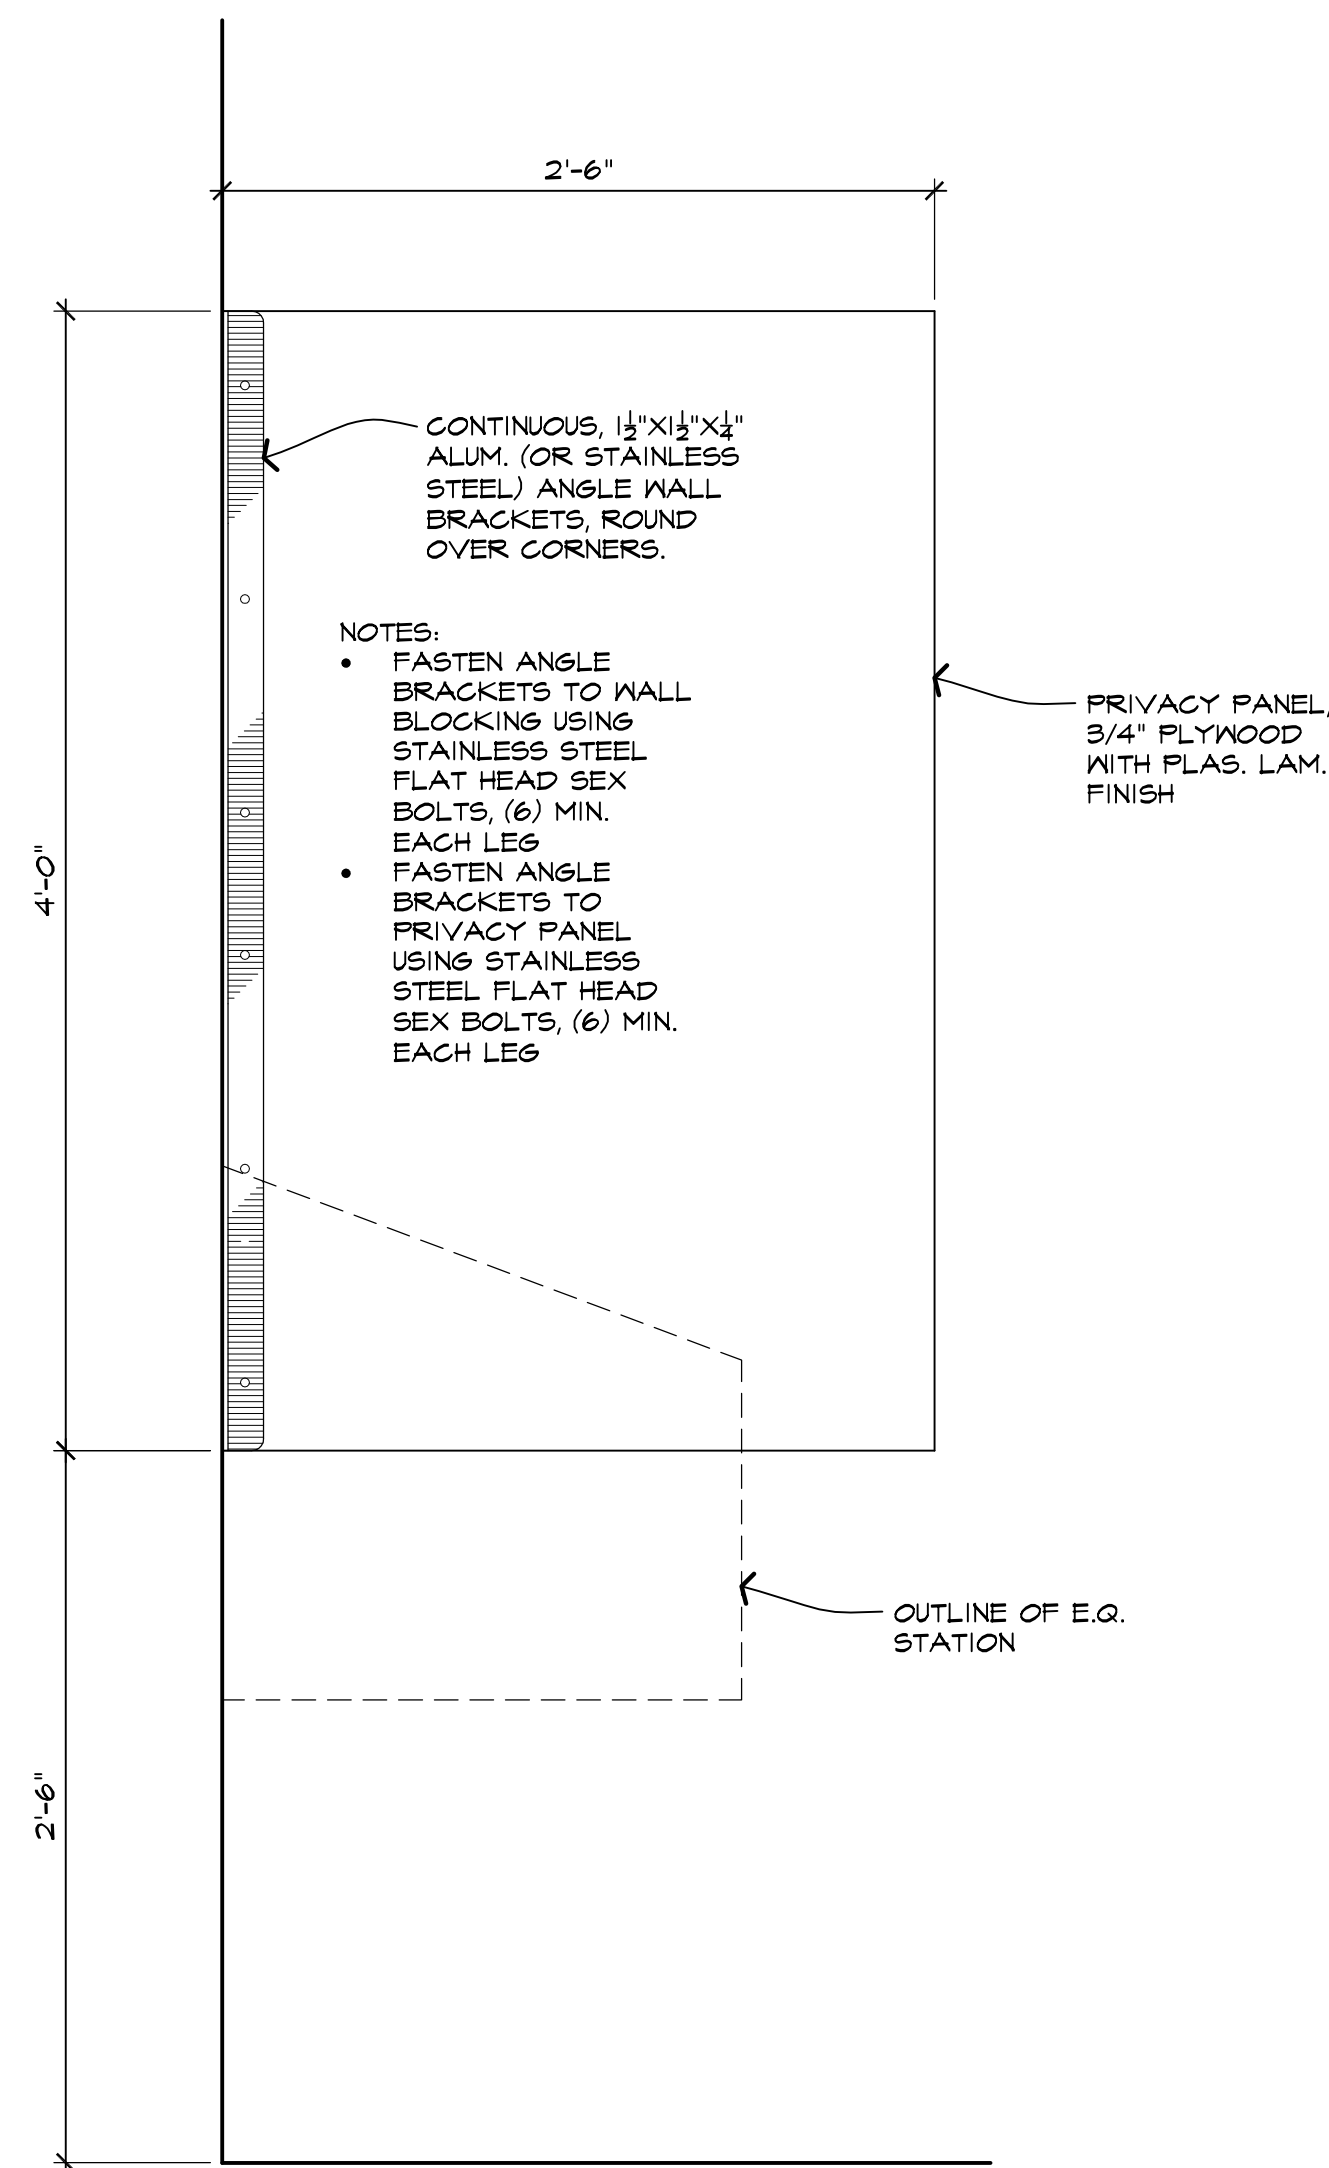 2'-6"
CONTINUOUS, 1½"X1½"X¼"
ALUM. (OR STAINLESS
STEEL) ANGLE WALL
BRACKETS, ROUND
OVER CORNERS.
NOTES:
• FASTEN ANGLE
BRACKETS TO WALL
BLOCKING USING
STAINLESS STEEL
FLAT HEAD SEX
BOLTS, (6) MIN.
EACH LEG
• FASTEN ANGLE
BRACKETS TO
PRIVACY PANEL
USING STAINLESS
STEEL FLAT HEAD
SEX BOLTS, (6) MIN.
EACH LEG
PRIVACY PANEL,
3/4" PLYWOOD
WITH PLAS. LAM.
FINISH
4'-0"
OUTLINE OF E.Q.
STATION
2'-6"